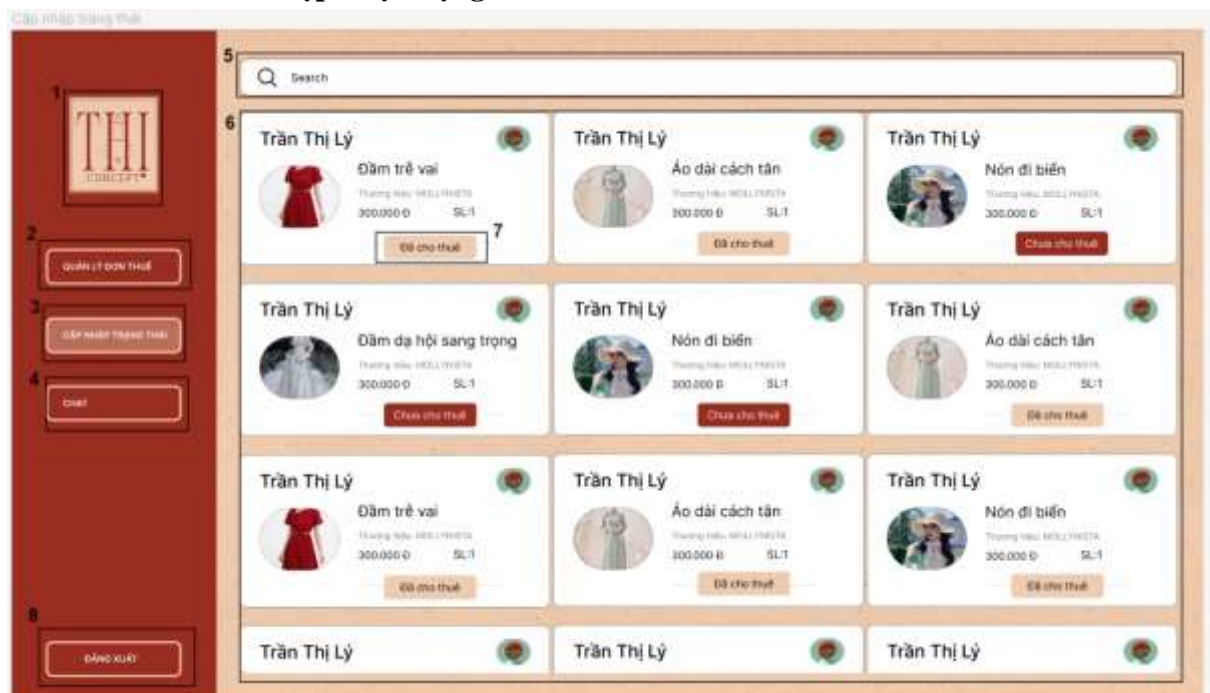 Cập nhập trang thái
1
THI
CONCEPT
2
QUẢN LÝ ĐƠN THUÊ
3
CẬP NHẬP TRẠNG THÁI
4
CHAT
8
ĐĂNG XUẤT
5
Search
6
Trần Thị Lý
Đầm trễ vai
300.000 Đ SL:1
7
Đã cho thuê
Trần Thị Lý
Áo dài cách tân
300.000 Đ SL:1
Đã cho thuê
Trần Thị Lý
Nón đi biển
300.000 Đ SL:1
Chưa cho thuê
Trần Thị Lý
Đầm dạ hội sang trọng
300.000 Đ SL:1
Chưa cho thuê
Trần Thị Lý
Nón đi biển
300.000 Đ SL:1
Chưa cho thuê
Trần Thị Lý
Áo dài cách tân
300.000 Đ SL:1
Đã cho thuê
Trần Thị Lý
Đầm trễ vai
300.000 Đ SL:1
Đã cho thuê
Trần Thị Lý
Áo dài cách tân
300.000 Đ SL:1
Đã cho thuê
Trần Thị Lý
Nón đi biển
300.000 Đ SL:1
Đã cho thuê
Trần Thị Lý
Trần Thị Lý
Trần Thị Lý